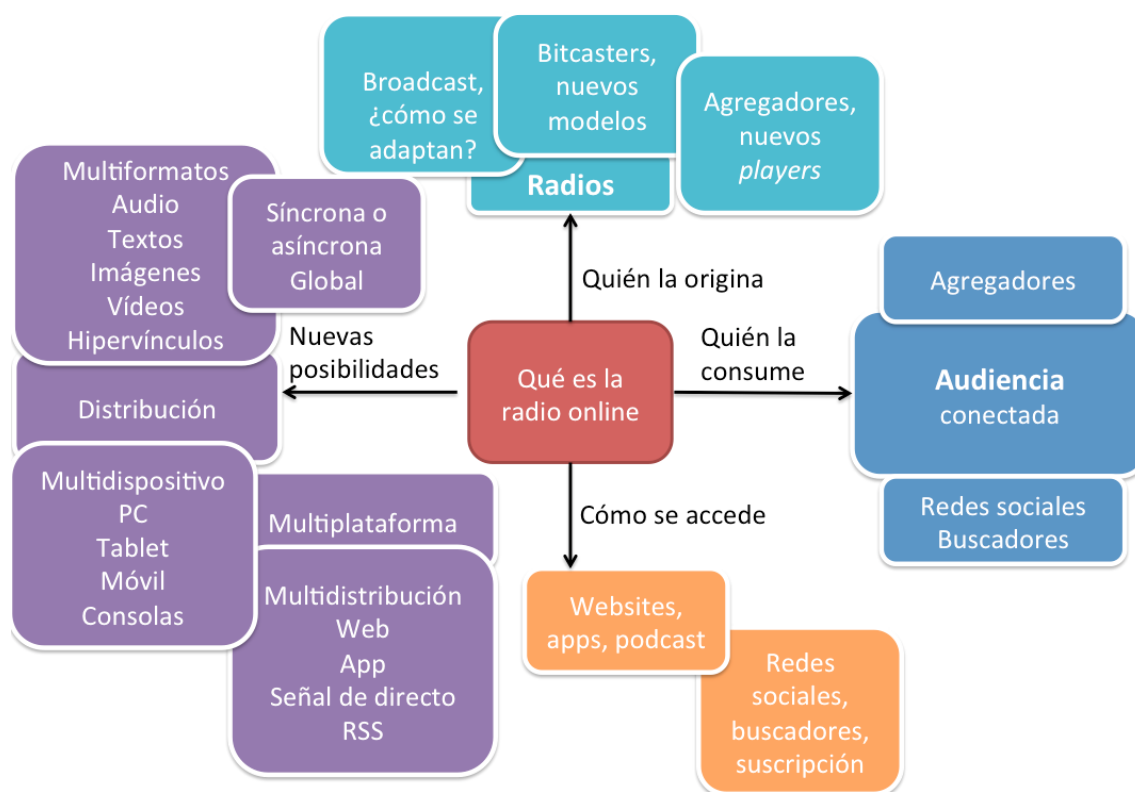 Broadcast,
¿cómo se
adaptan?
Bitcasters,
nuevos
modelos
Radios
Agregadores,
nuevos
players
Multiformatos
Audio
Textos
Imágenes
Vídeos
Hipervínculos
Síncrona o
asíncrona
Global
Quién la origina
Agregadores
Nuevas
posibilidades
Qué es la
radio online
Quién la
consume
Audiencia
conectada
Distribución
Multidispositivo
PC
Tablet
Móvil
Consolas
Multiplataforma
Cómo se accede
Redes sociales
Buscadores
Multidistribución
Web
App
Señal de directo
RSS
Websites,
apps, podcast
Redes
sociales,
buscadores,
suscripción